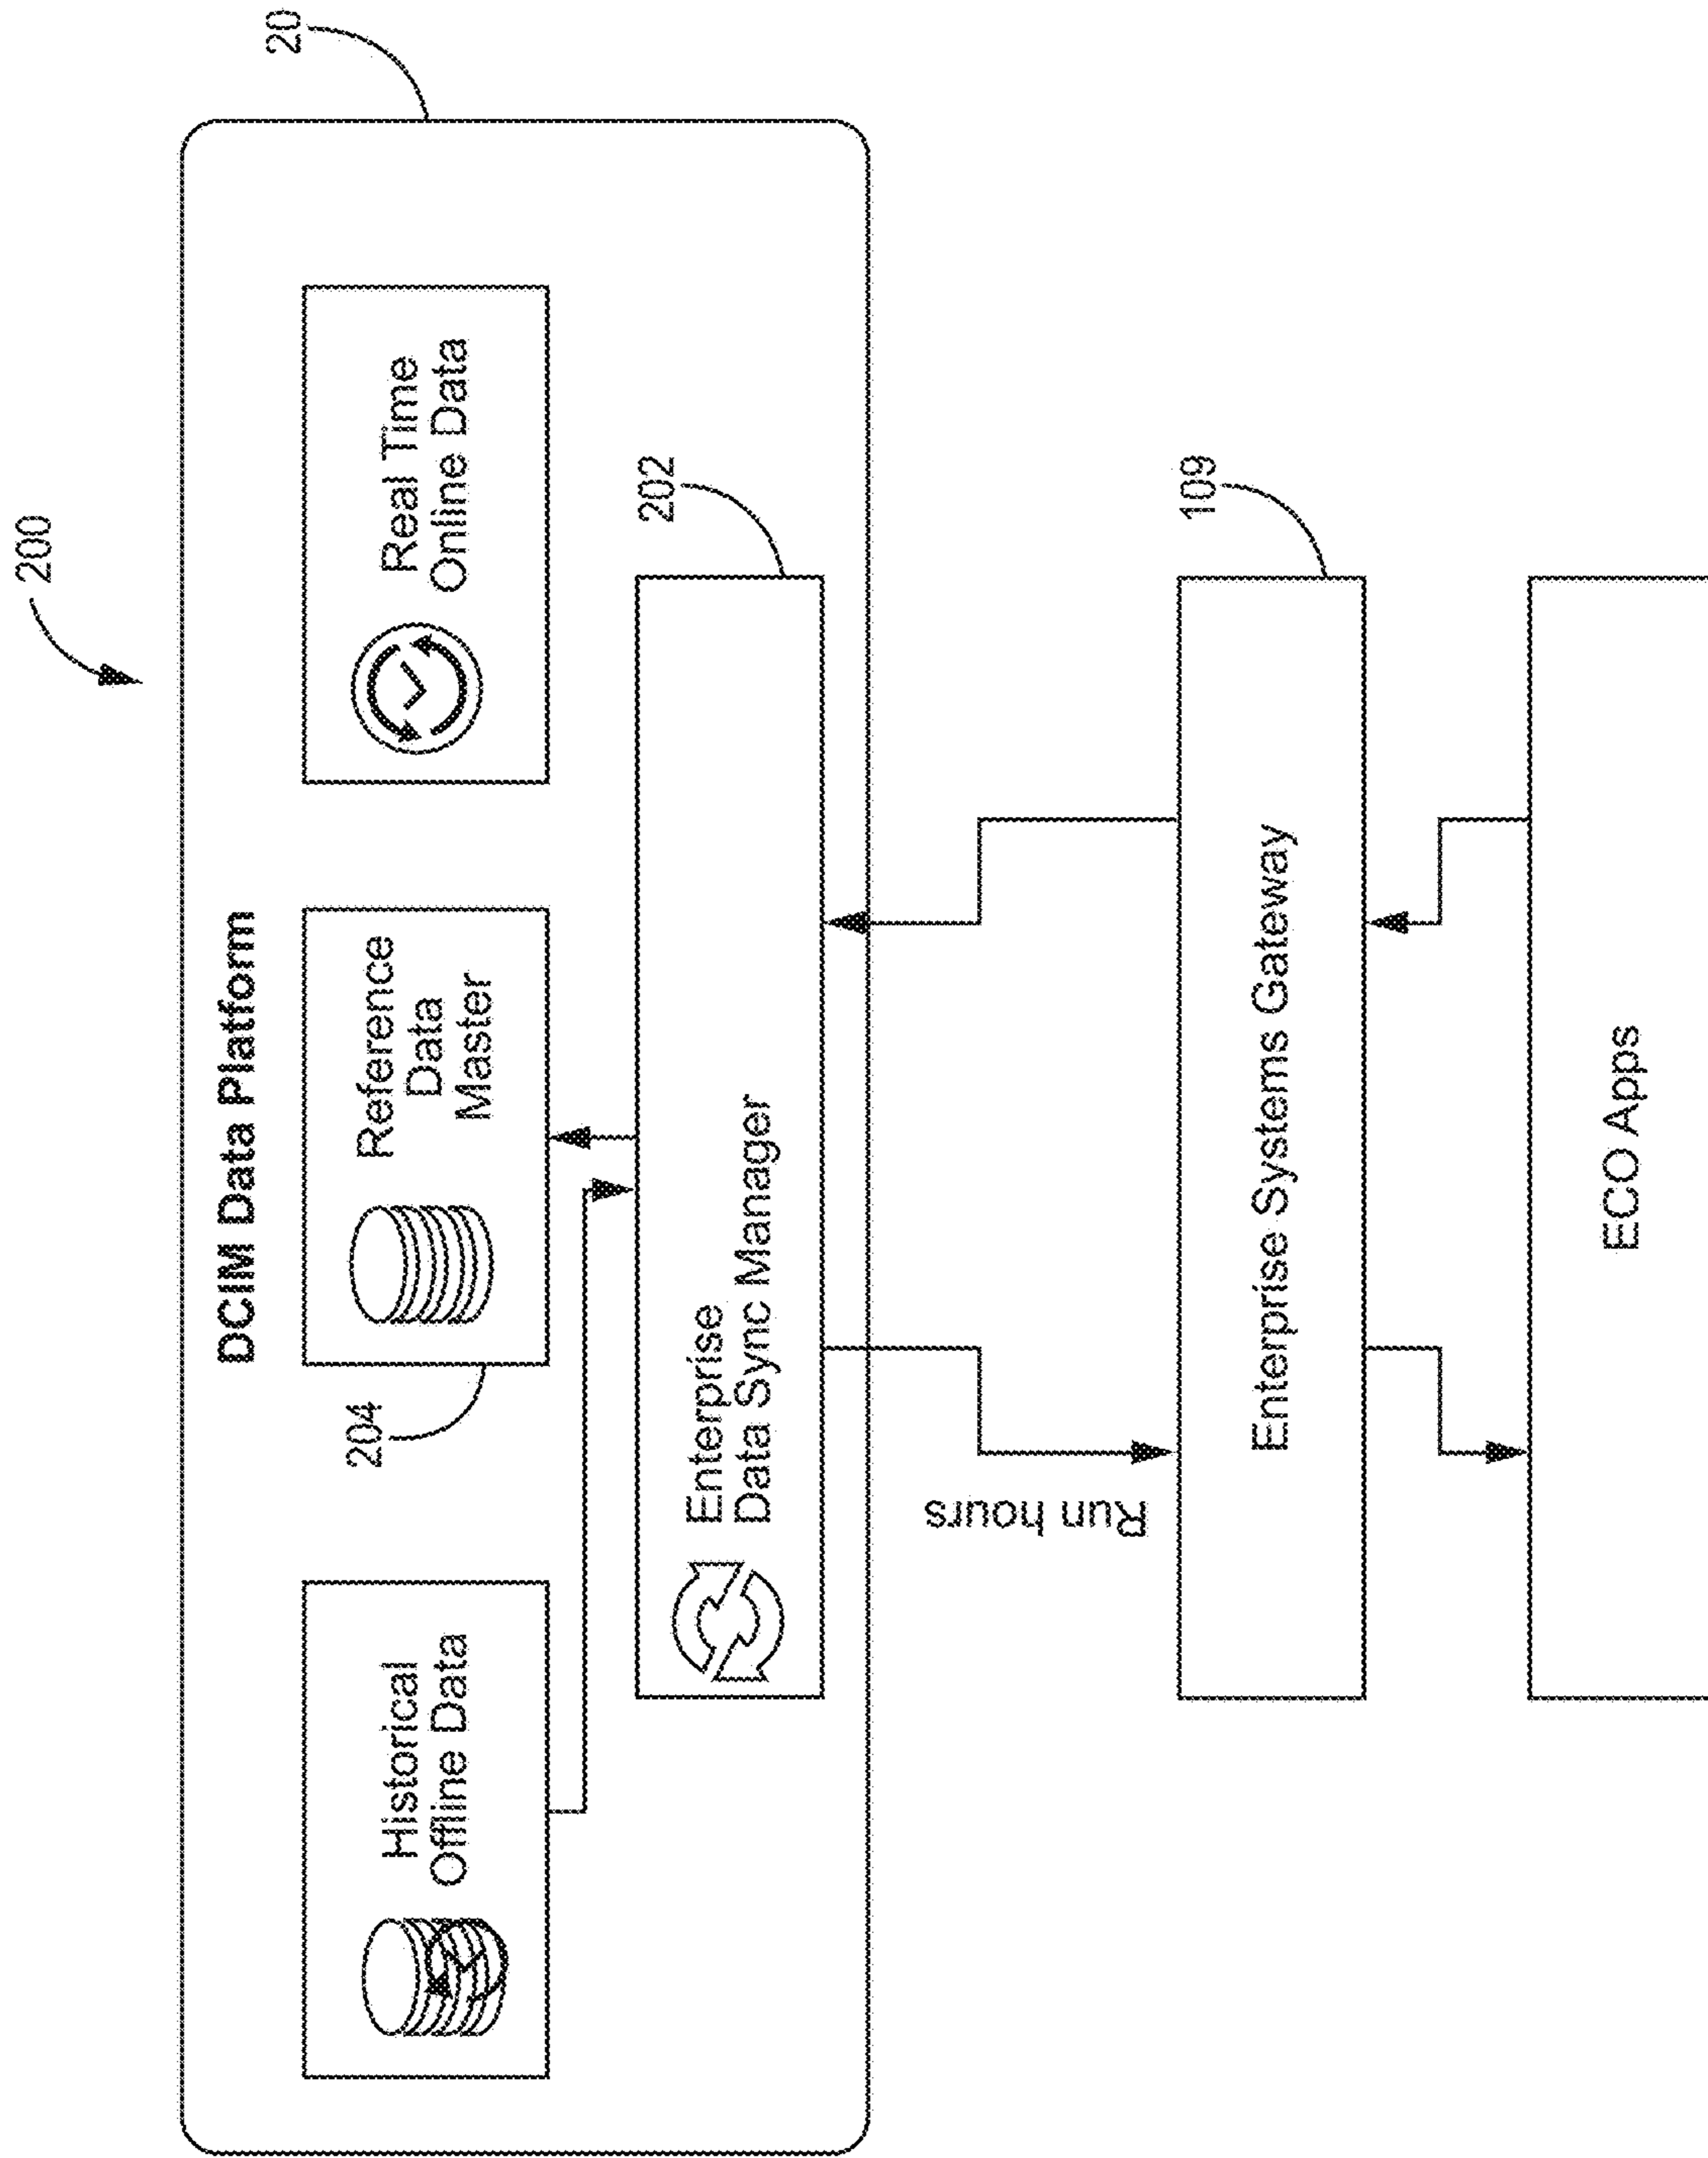 200
20
DCIM Data Platform
Historical
Offline Data
204
Reference
Data
Master
Real Time
Online Data
Enterprise
Data Sync Manager
202
Run hours
Enterprise Systems Gateway
109
ECO Apps